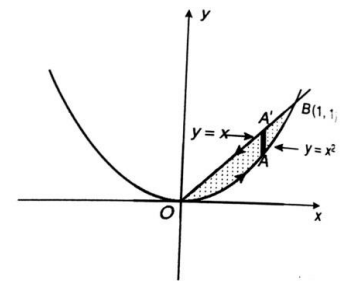 y
B(1, 1
A'
y = x
y = x²
A
O
x